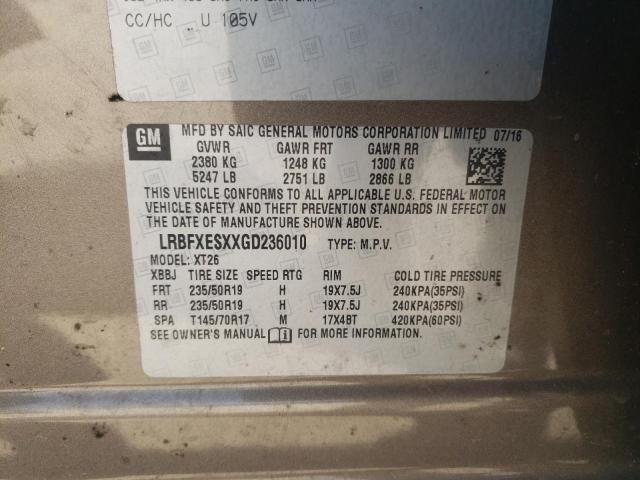 CC/HC U 105V
GM
MFD BY SAIC GENERAL MOTORS CORPORATION LIMITED 07/16
GVWR GAWR FRT GAWR RR
2380 KG 1248 KG 1300 KG
5247 LB 2751 LB 2866 LB
THIS VEHICLE CONFORMS TO ALL APPLICABLE U.S. FEDERAL MOTOR
VEHICLE SAFETY AND THEFT PREVENTION STANDARDS IN EFFECT ON
THE DATE OF MANUFACTURE SHOWN ABOVE.
LRBFXESXXGD236010 TYPE: M.P.V.
MODEL: XT26
XBBJ TIRE SIZE SPEED RTG RIM COLD TIRE PRESSURE
FRT 235/50R19 H 19X7.5J 240KPA(35PSI)
RR 235/50R19 H 19X7.5J 240KPA(35PSI)
SPA T145/70R17 M 17X4BT 420KPA(60PSI)
SEE OWNER'S MANUAL FOR MORE INFORMATION.